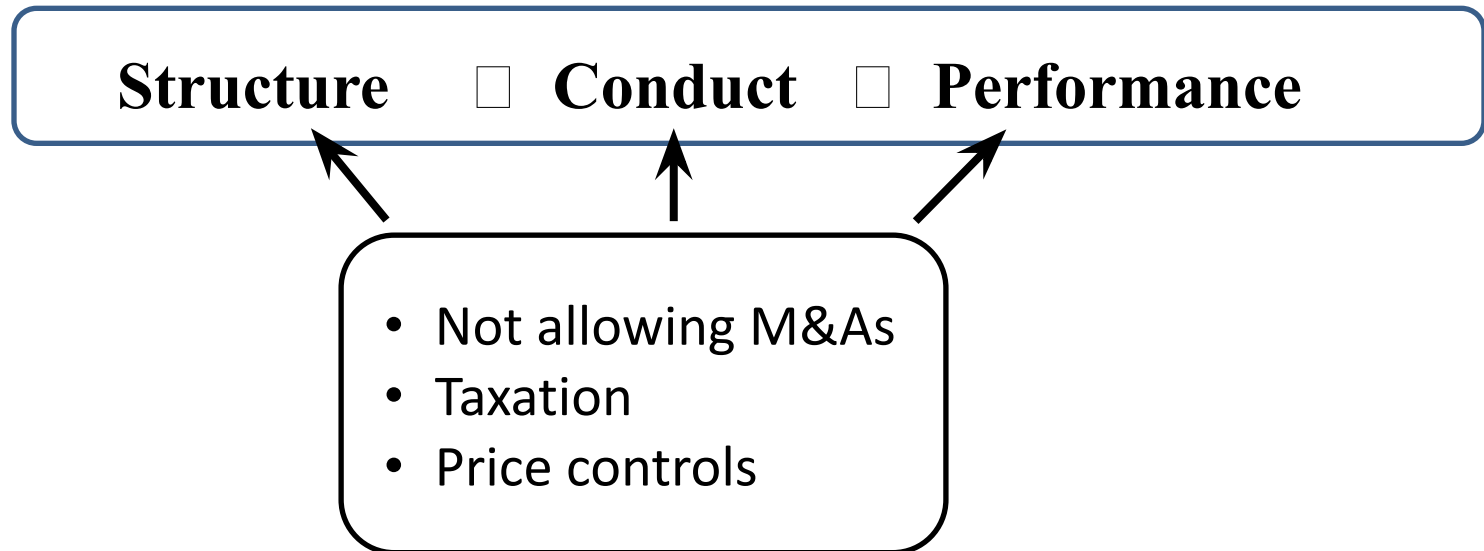 Structure □ Conduct □ Performance
• Not allowing M&As
• Taxation
• Price controls